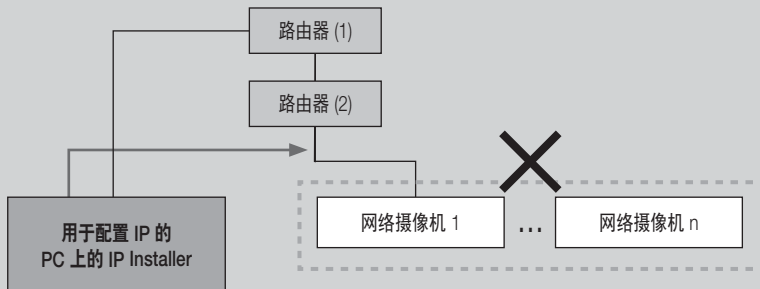 路由器 (1)
路由器 (2)
用于配置 IP 的
PC 上的 IP Installer
网络摄像机 1
...
网络摄像机 n